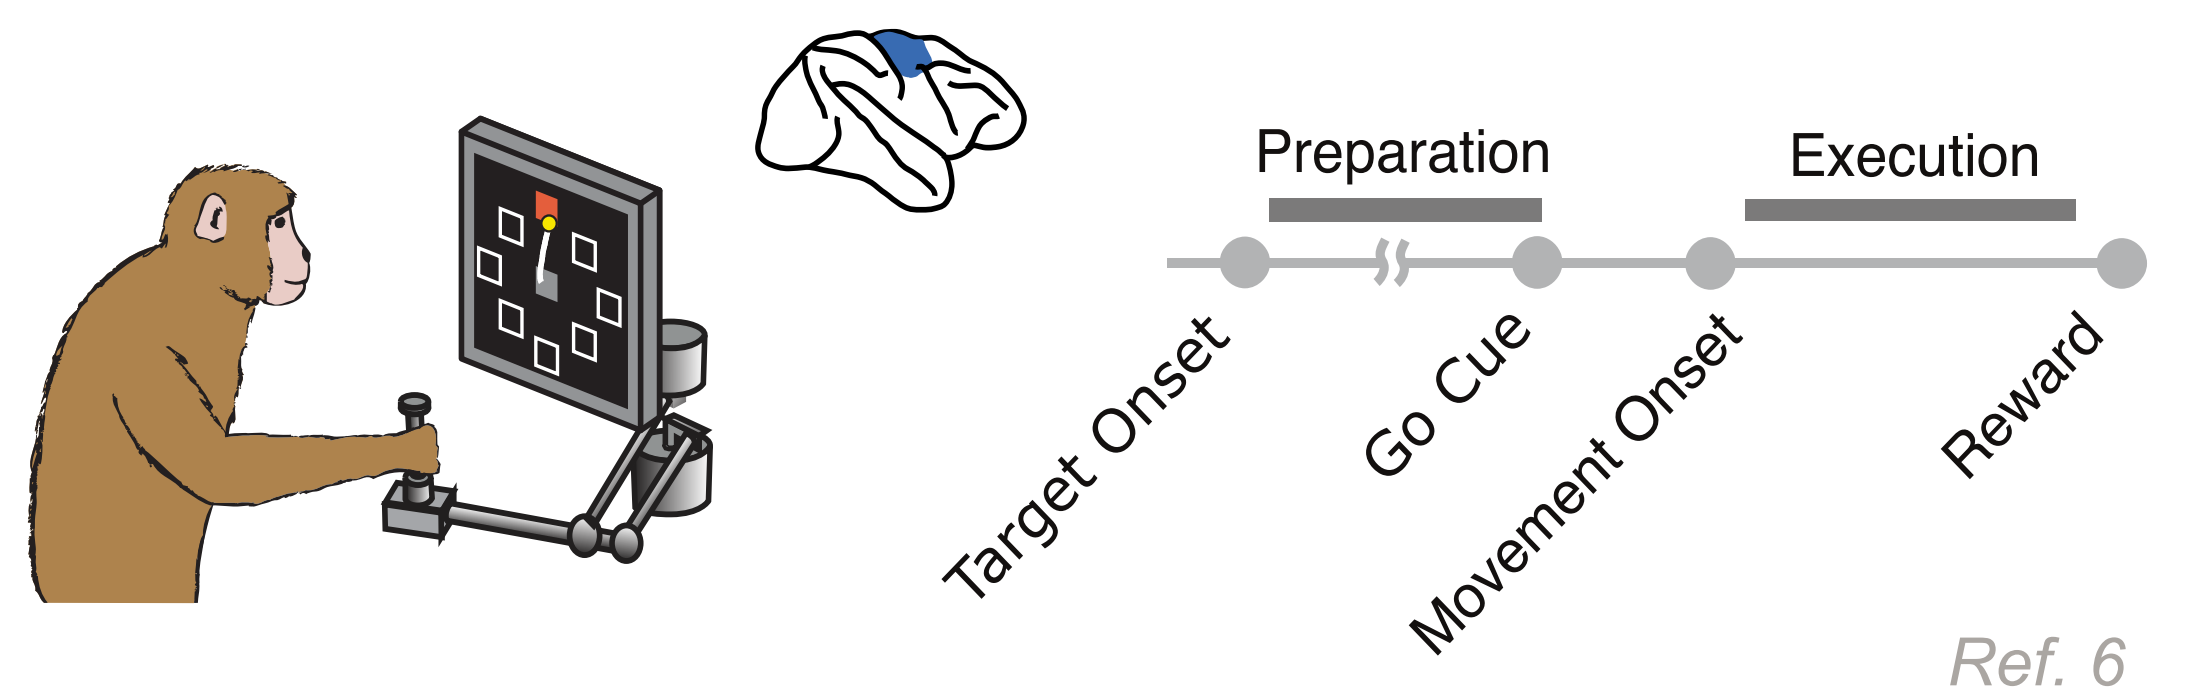 Preparation
Execution
Target Onset
Go Cue
Movement Onset
Reward
Ref. 6